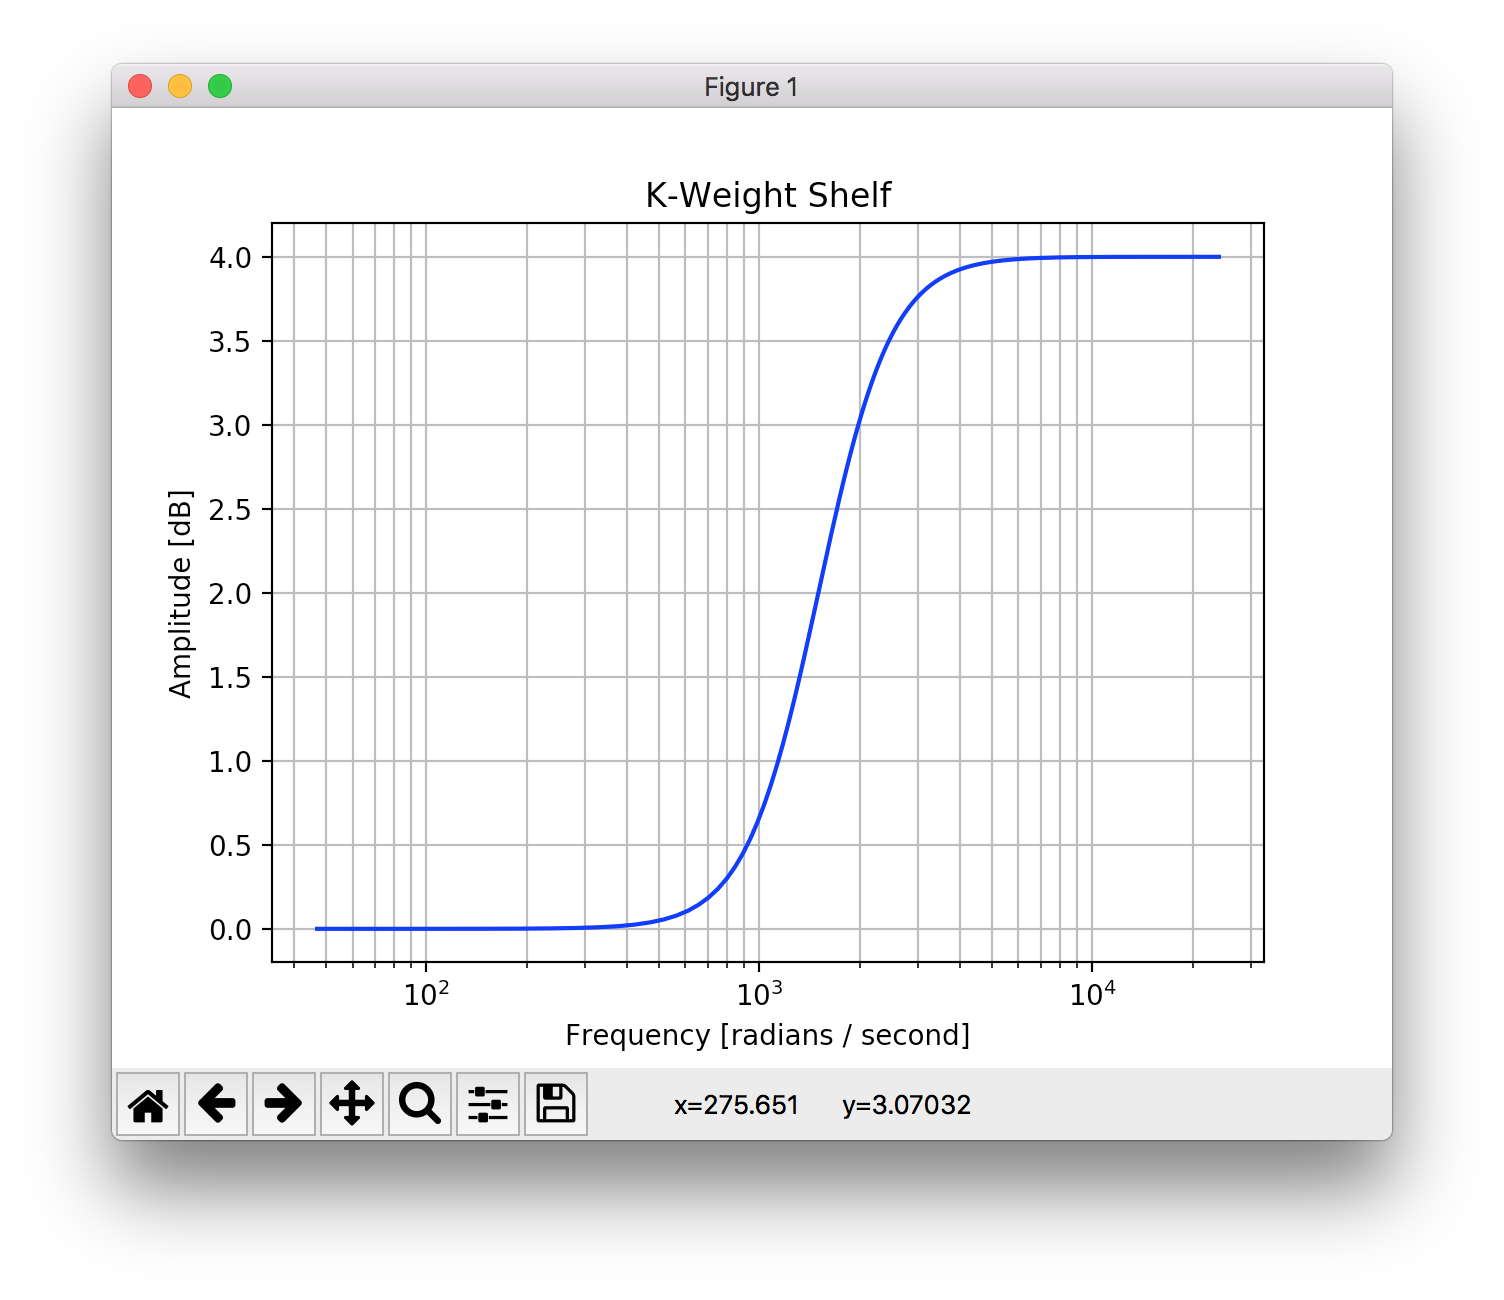 Figure 1
K-Weight Shelf
4.0
3.5
3.0
2.5
2.0
1.5
1.0
0.5
0.0
Amplitude [dB]
10² 10³ 10⁴
Frequency [radians / second]
x=275.651 y=3.07032